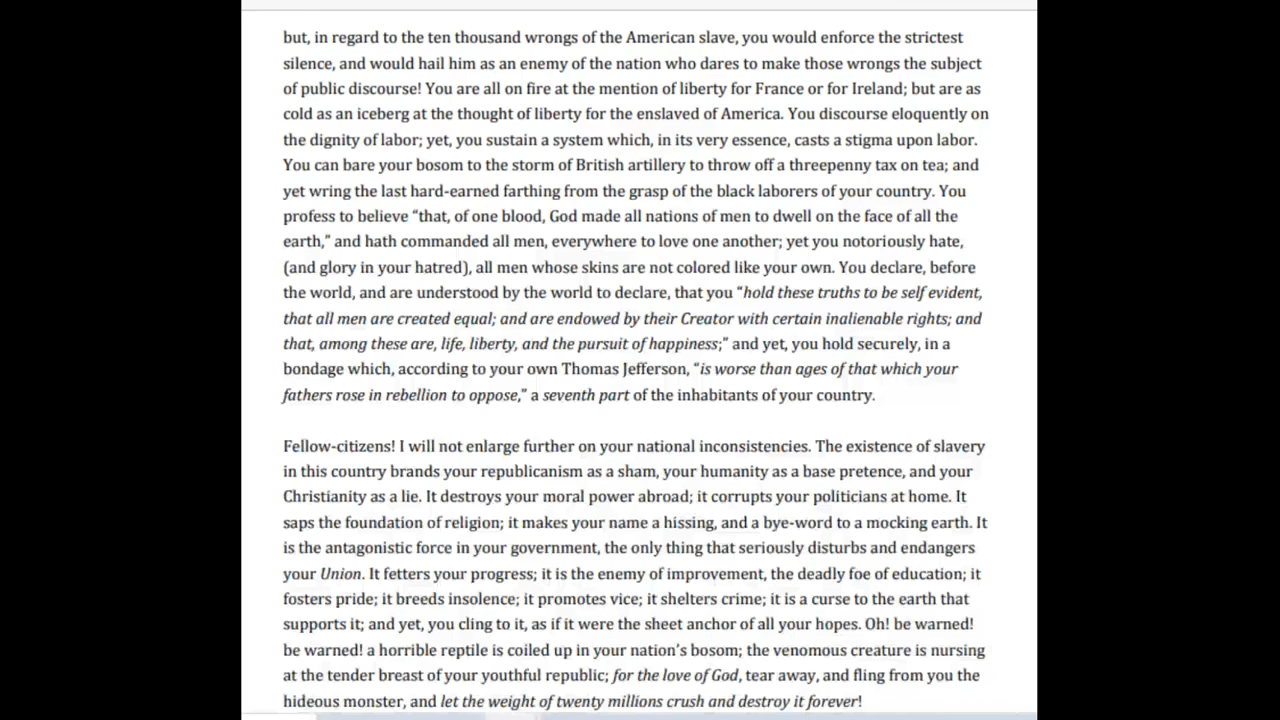 but, in regard to the ten thousand wrongs of the American slave, you would enforce the strictest
silence, and would hail him as an enemy of the nation who dares to make those wrongs the subject
of public discourse! You are all on fire at the mention of liberty for France or for Ireland; but are as
cold as an iceberg at the thought of liberty for the enslaved of America. You discourse eloquently on
the dignity of labor; yet, you sustain a system which, in its very essence, casts a stigma upon labor.
You can bare your bosom to the storm of British artillery to throw off a threepenny tax on tea; and
yet wring the last hard-earned farthing from the grasp of the black laborers of your country. You
profess to believe “that, of one blood, God made all nations of men to dwell on the face of all the
earth,” and hath commanded all men, everywhere to love one another; yet you notoriously hate,
(and glory in your hatred), all men whose skins are not colored like your own. You declare, before
the world, and are understood by the world to declare, that you “hold these truths to be self evident,
that all men are created equal; and are endowed by their Creator with certain inalienable rights; and
that, among these are, life, liberty, and the pursuit of happiness;” and yet, you hold securely, in a
bondage which, according to your own Thomas Jefferson, “is worse than ages of that which your
fathers rose in rebellion to oppose,” a seventh part of the inhabitants of your country.
Fellow-citizens! I will not enlarge further on your national inconsistencies. The existence of slavery
in this country brands your republicanism as a sham, your humanity as a base pretence, and your
Christianity as a lie. It destroys your moral power abroad; it corrupts your politicians at home. It
saps the foundation of religion; it makes your name a hissing, and a bye-word to a mocking earth. It
is the antagonistic force in your government, the only thing that seriously disturbs and endangers
your Union. It fetters your progress; it is the enemy of improvement, the deadly foe of education; it
fosters pride; it breeds insolence; it promotes vice; it shelters crime; it is a curse to the earth that
supports it; and yet, you cling to it, as if it were the sheet anchor of all your hopes. Oh! be warned!
be warned! a horrible reptile is coiled up in your nation’s bosom; the venomous creature is nursing
at the tender breast of your youthful republic; for the love of God, tear away, and fling from you the
hideous monster, and let the weight of twenty millions crush and destroy it forever!